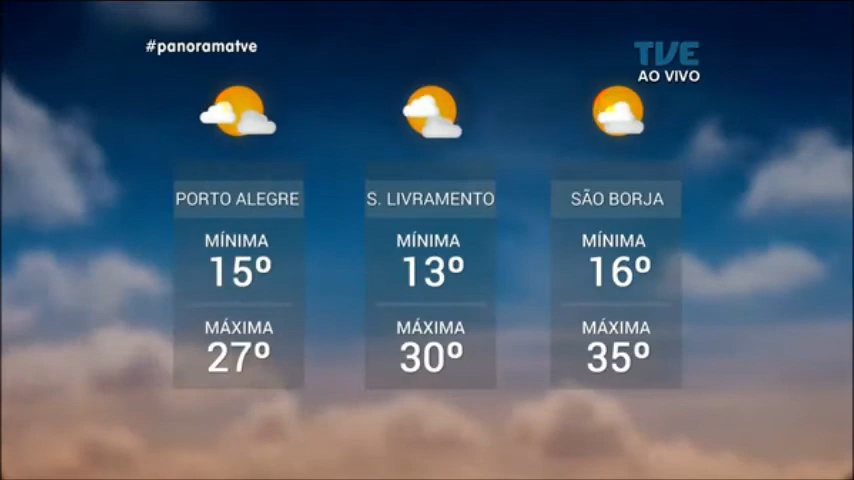 #panoramatve
TVE
AO VIVO
PORTO ALEGRE
MÍNIMA
15º
MÁXIMA
27º
S. LIVRAMENTO
MÍNIMA
13º
MÁXIMA
30º
SÃO BORJA
MÍNIMA
16º
MÁXIMA
35º